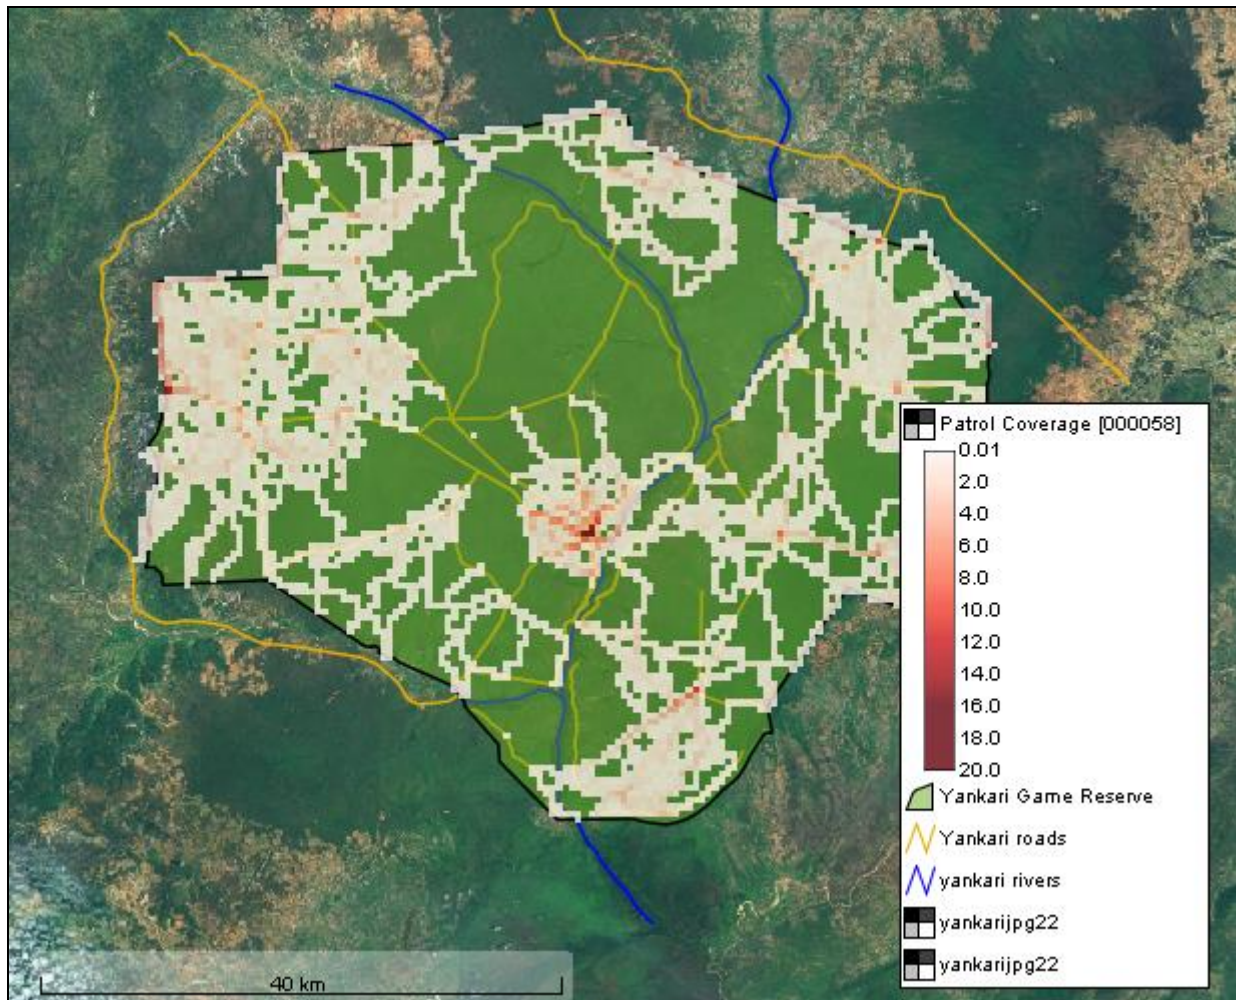 Patrol Coverage [000058]
0.01
2.0
4.0
6.0
8.0
10.0
12.0
14.0
16.0
18.0
20.0
Yankari Game Reserve
Yankari roads
yankari rivers
yankarijpg22
yankarijpg22
40 km